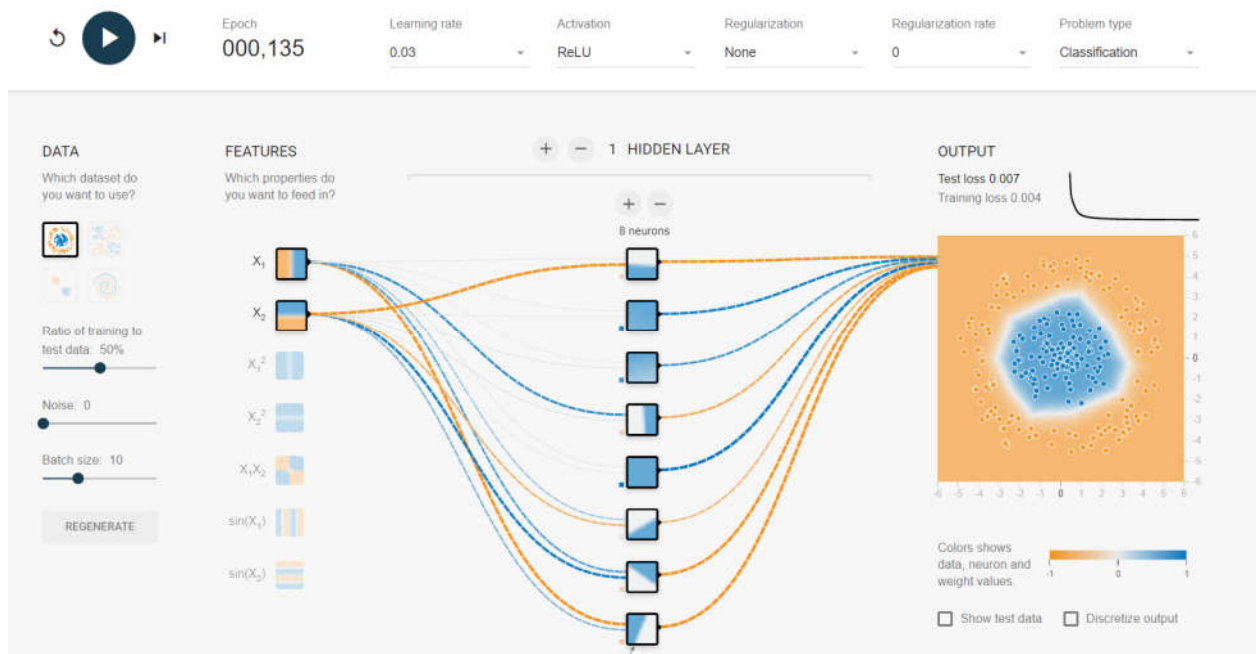 Epoch
000,135
Learning rate
0.03
Activation
ReLU
Regularization
None
Regularization rate
0
Problem type
Classification
DATA
Which dataset do
you want to use?
Ratio of training to
test data: 50%
Noise: 0
Batch size: 10
REGENERATE
FEATURES
Which properties do
you want to feed in?
X₁
X₂
X₁²
X₂²
X₁X₂
sin(X₁)
sin(X₂)
+ − 1 HIDDEN LAYER
+ −
8 neurons
OUTPUT
Test loss 0.007
Training loss 0.004
6
5
4
3
2
1
0
-1
-2
-3
-4
-5
-6
-6 -5 -4 -3 -2 -1 0 1 2 3 4 5 6
Colors shows
data, neuron and
weight values.
-1 0 1
Show test data
Discretize output